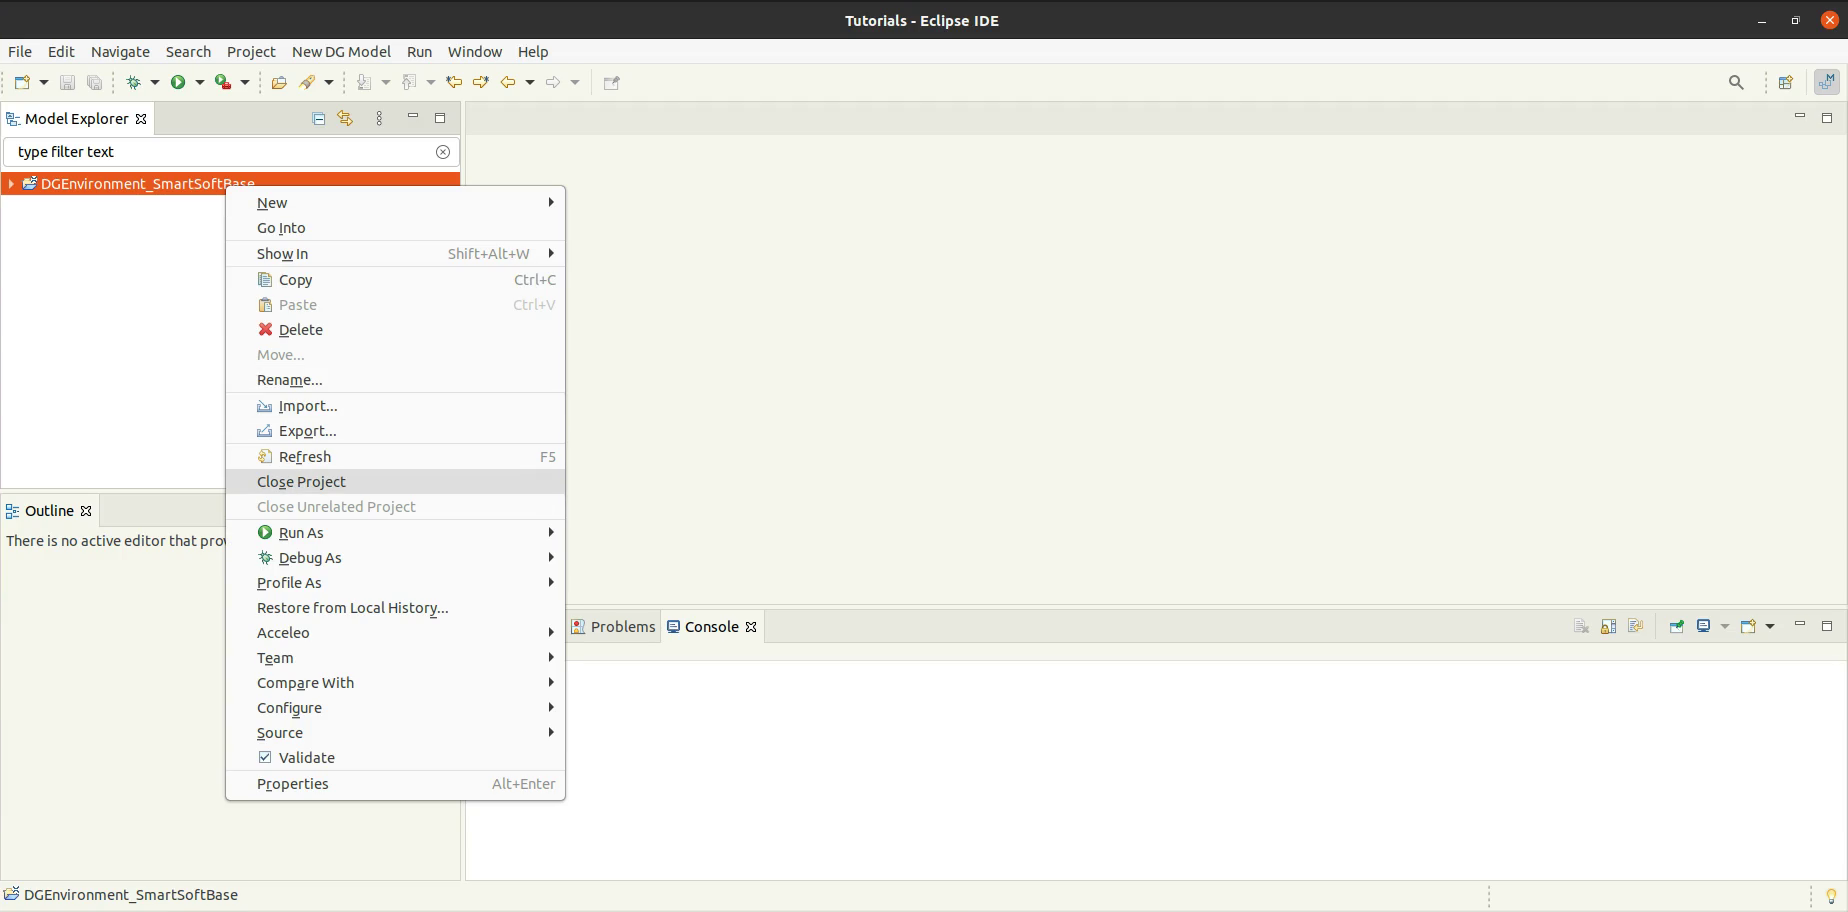 Tutorials - Eclipse IDE
File Edit Navigate Search Project New DG Model Run Window Help
Model Explorer
type filter text
DGEnvironment_SmartSoftBase
New
Go Into
Show In Shift+Alt+W
Copy Ctrl+C
Paste Ctrl+V
Delete
Move...
Rename...
Import...
Export...
Refresh F5
Close Project
Close Unrelated Project
Run As
Debug As
Profile As
Restore from Local History...
Acceleo
Team
Compare With
Configure
Source
Validate
Properties Alt+Enter
Outline
There is no active editor that
Problems Console
DGEnvironment_SmartSoftBase